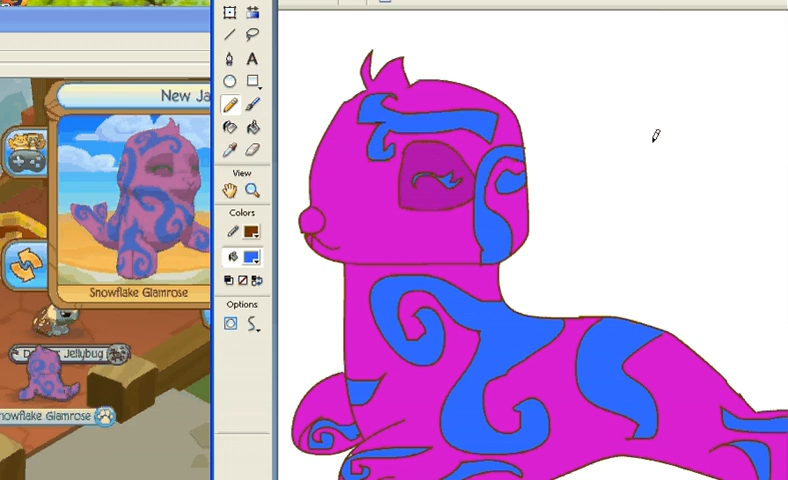 New Ja
Snowflake Glamrose
Jellybug
nowflake Glamrose
A
View
Colors
Options